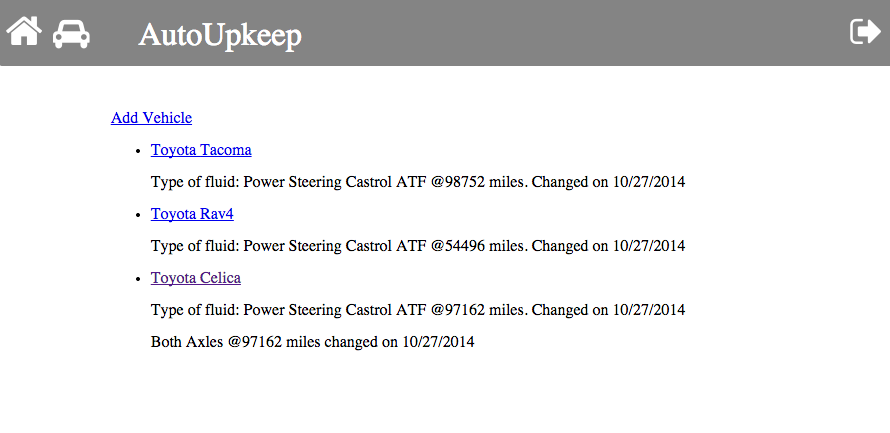 AutoUpkeep
Add Vehicle
Toyota Tacoma
Type of fluid: Power Steering Castrol ATF @98752 miles. Changed on 10/27/2014
Toyota Rav4
Type of fluid: Power Steering Castrol ATF @54496 miles. Changed on 10/27/2014
Toyota Celica
Type of fluid: Power Steering Castrol ATF @97162 miles. Changed on 10/27/2014
Both Axles @97162 miles changed on 10/27/2014